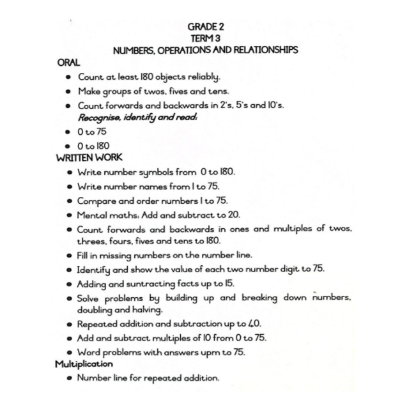 GRADE 2
TERM 3
NUMBERS, OPERATIONS AND RELATIONSHIPS
ORAL
• Count at least 180 objects reliably.
• Make groups of twos, fives and tens.
• Count forwards and backwards in 2's, 5's and 10's.
Recognise, identify and read;
• 0 to 75
• 0 to 180
WRITTEN WORK
• Write number symbols from 0 to 180.
• Write number names from 1 to 75.
• Compare and order numbers 1 to 75.
• Mental maths; Add and subtract to 20.
• Count forwards and backwards in ones and multiples of twos,
threes, fours, fives and tens to 180.
• Fill in missing numbers on the number line.
• Identify and show the value of each two number digit to 75.
• Adding and suntracting facts up to 15.
• Solve problems by building up and breaking down numbers,
doubling and halving.
• Repeated addition and subtraction up to 40.
• Add and subtract multiples of 10 from 0 to 75.
• Word problems with answers upm to 75.
Multiplication
• Number line for repeated addition.